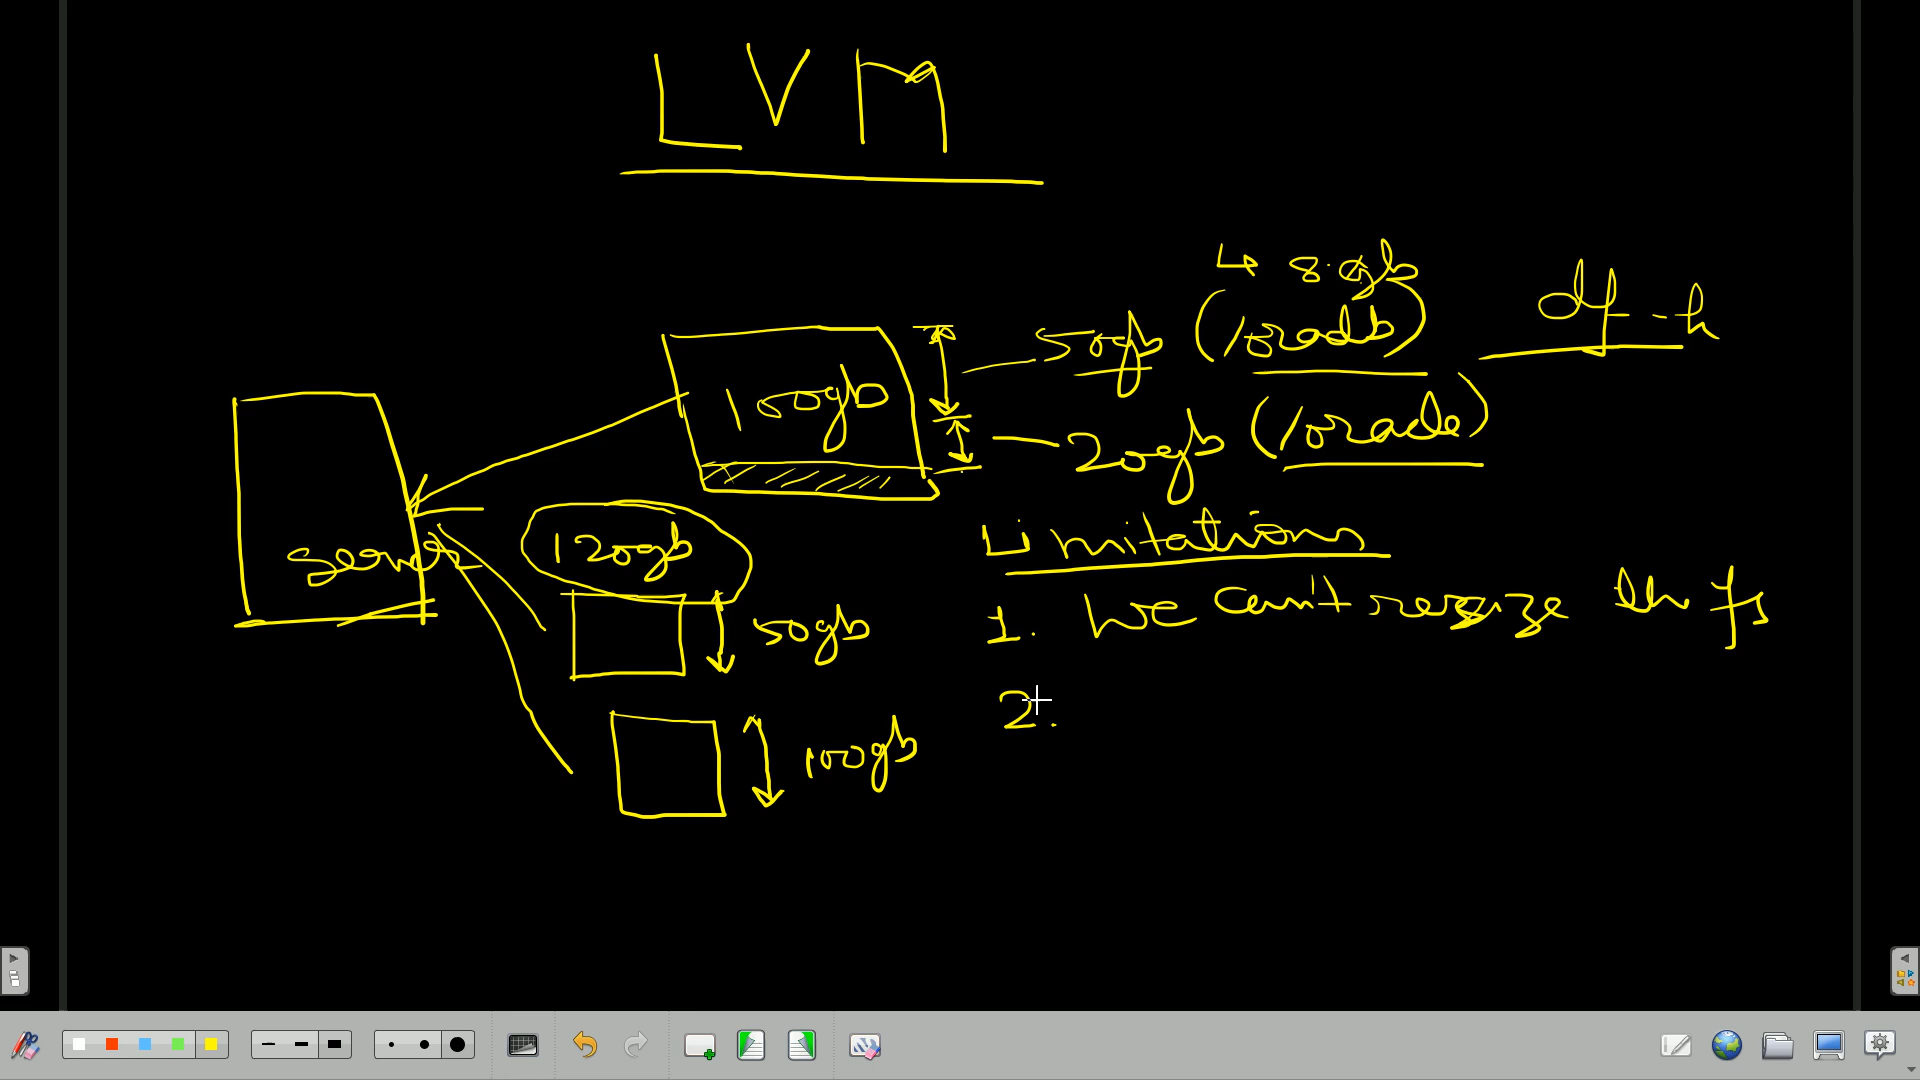 LVM
↳ 8.0gb
50gb (/oradb)
df -h
150gb
20gb (/oracle)
Server
120gb
Limitations
50gb
1. We can't resize the fs
2.
100gb